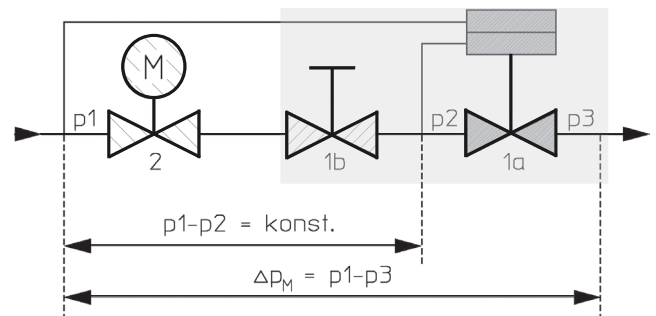 M
p1
p2
p3
2
1b
1a
p1-p2 = konst.
Δp_M = p1-p3